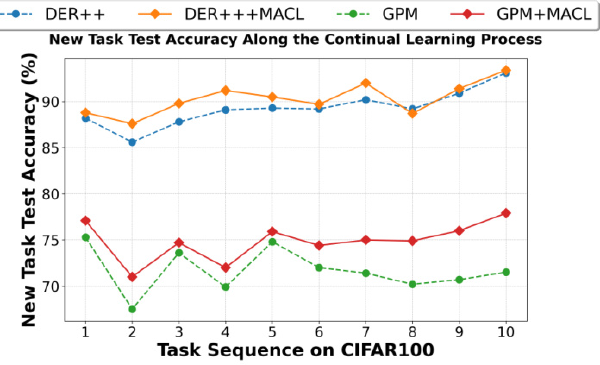 DER++ DER+++MACL GPM GPM+MACL
New Task Test Accuracy Along the Continual Learning Process
New Task Test Accuracy (%)
90
85
80
75
70
1 2 3 4 5 6 7 8 9 10
Task Sequence on CIFAR100